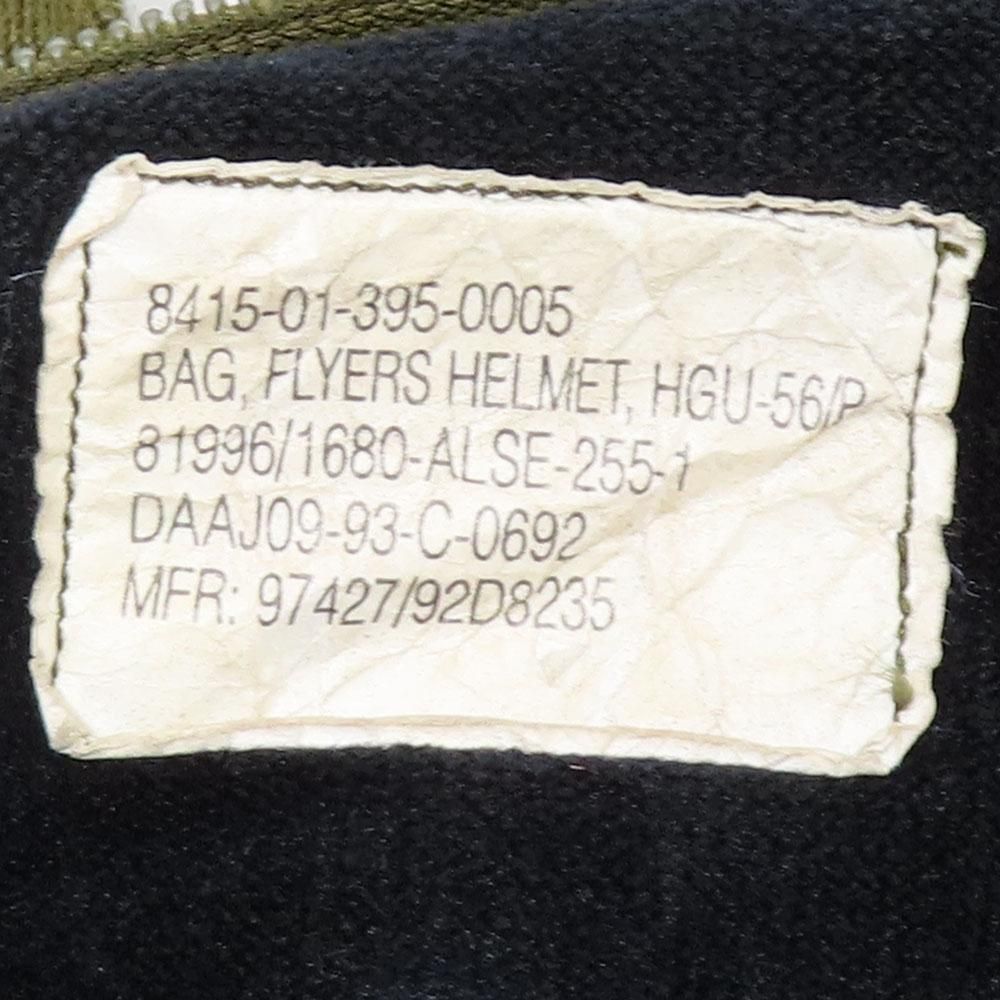 8415-01-395-0005
BAG, FLYERS HELMET, HGU-56/P
81996/1680-ALSE-255-1
DAAJ09-93-C-0692
MFR: 97427/92D8235